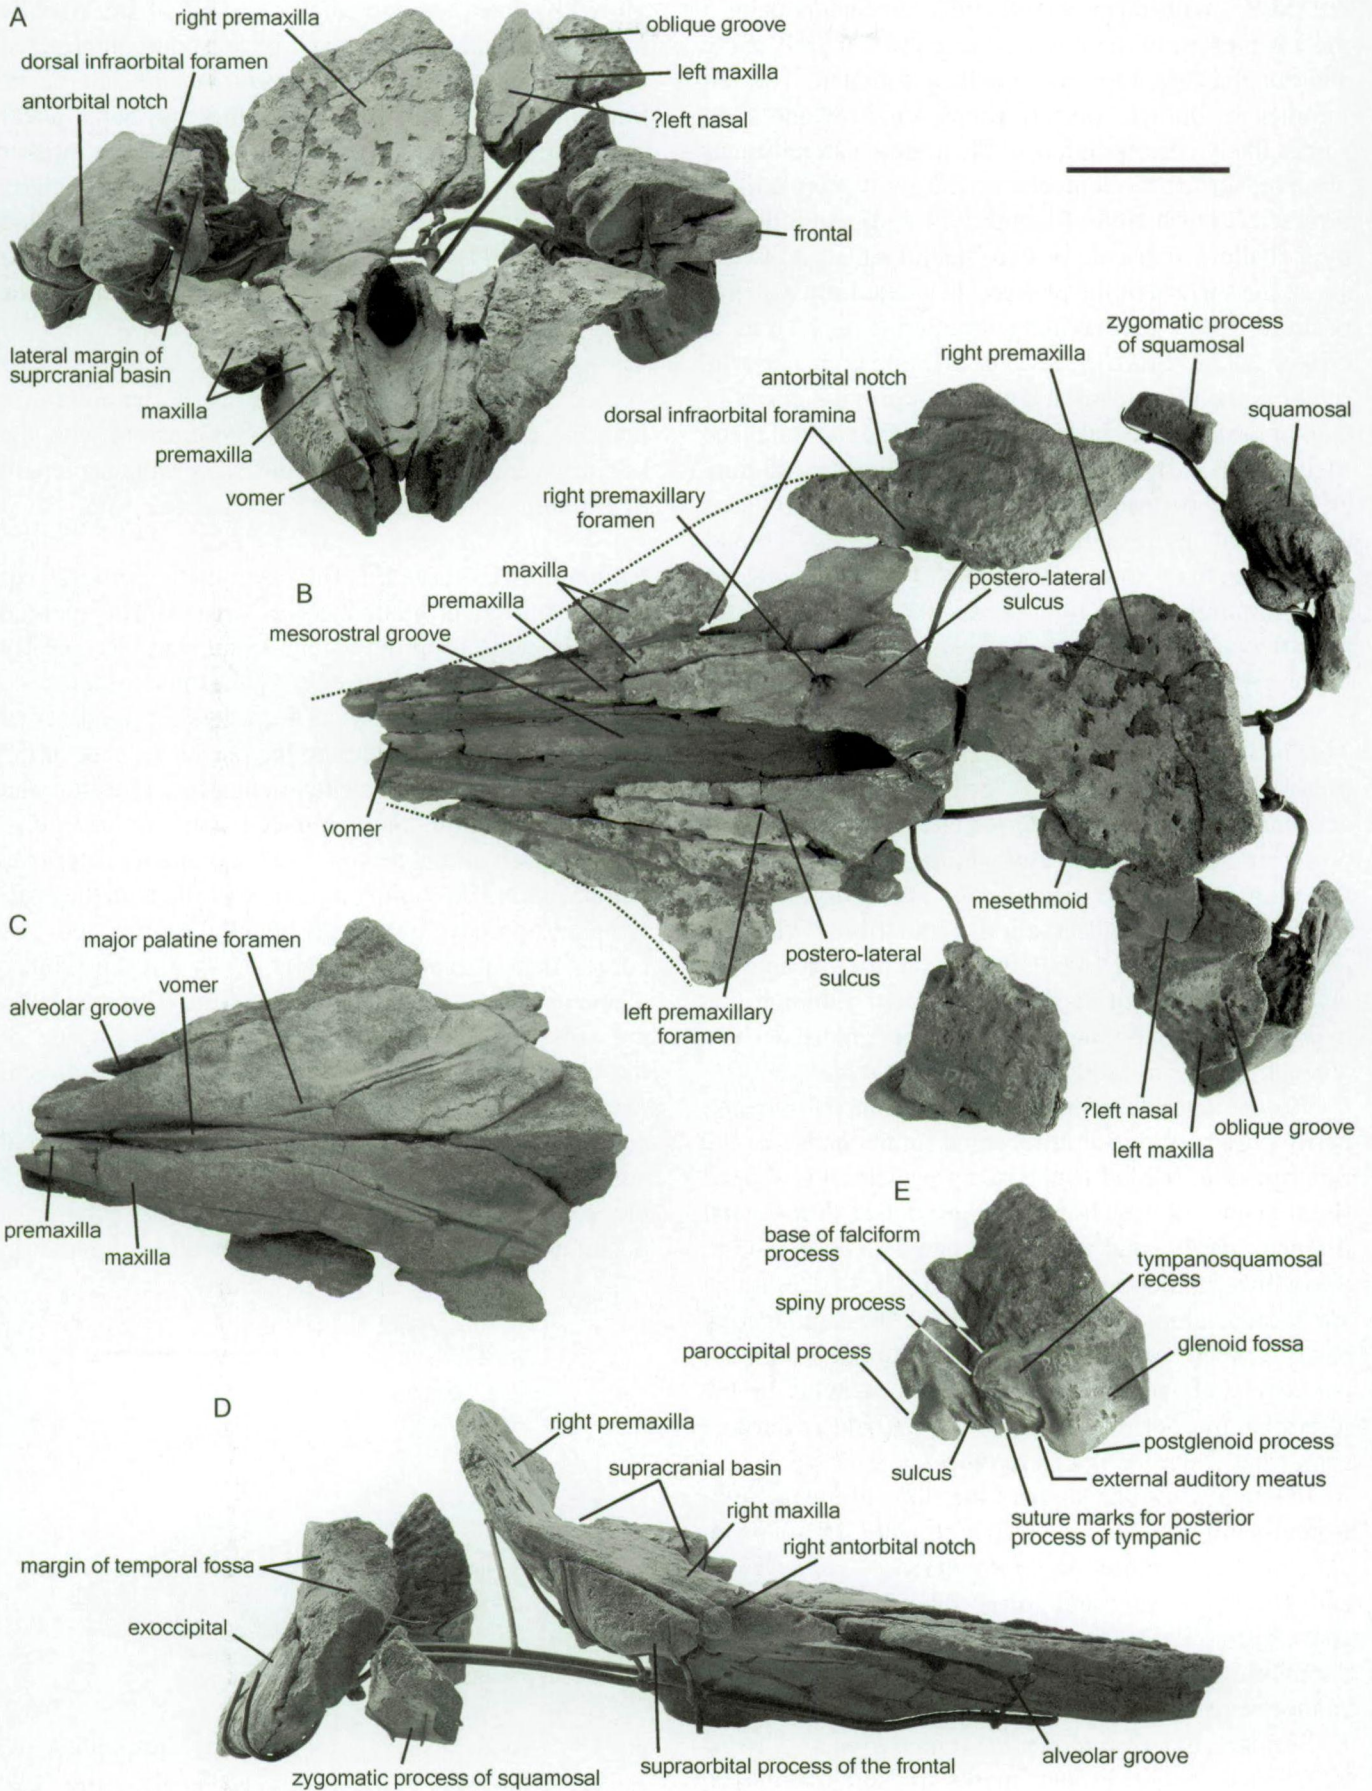 A
right premaxilla
oblique groove
dorsal infraorbital foramen
left maxilla
antorbital notch
?left nasal
frontal
lateral margin of
suprcranial basin
maxilla
premaxilla
vomer
zygomatic process
of squamosal
right premaxilla
antorbital notch
squamosal
dorsal infraorbital foramina
right premaxillary
foramen
B
maxilla
postero-lateral
sulcus
premaxilla
mesorostral groove
vomer
mesethmoid
postero-lateral
sulcus
left premaxillary
foramen
?left nasal
oblique groove
left maxilla
C
major palatine foramen
vomer
alveolar groove
premaxilla
maxilla
E
base of falciform
process
tympanosquamosal
recess
spiny process
glenoid fossa
paroccipital process
postglenoid process
sulcus
external auditory meatus
suture marks for posterior
process of tympanic
D
right premaxilla
supracranial basin
right maxilla
right antorbital notch
margin of temporal fossa
exoccipital
supraorbital process of the frontal
alveolar groove
zygomatic process of squamosal